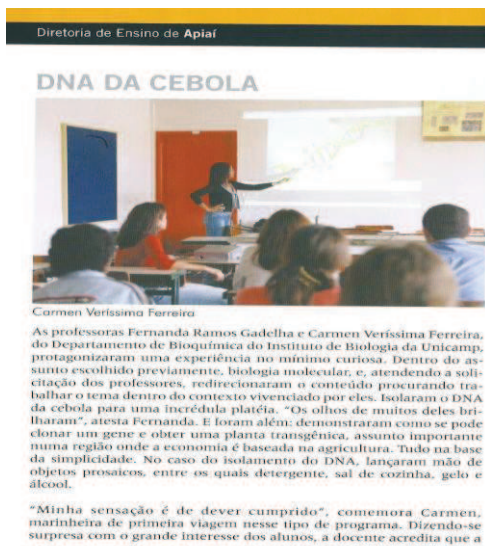 Diretoria de Ensino de Apiaí
DNA DA CEBOLA
Carmen Veríssima Ferreira
As professoras Fernanda Ramos Gadelha e Carmen Veríssima Ferreira,
do Departamento de Bioquímica do Instituto de Biologia da Unicamp,
protagonizaram uma experiência no mínimo curiosa. Dentro do as-
sunto escolhido previamente, biologia molecular, e, atendendo a soli-
citação dos professores, redirecionaram o conteúdo procurando tra-
balhar o tema dentro do contexto vivenciado por eles. Isolaram o DNA
da cebola para uma incrédula platéia. “Os olhos de muitos deles bri-
lharam”, atesta Fernanda. E foram além: demonstraram como se pode
clonar um gene e obter uma planta transgênica, assunto importante
numa região onde a economia é baseada na agricultura. Tudo na base
da simplicidade. No caso do isolamento do DNA, lançaram mão de
objetos prosaicos, entre os quais detergente, sal de cozinha, gelo e
álcool.
“Minha sensação é de dever cumprido”, comemora Carmen,
marinheira de primeira viagem nesse tipo de programa. Dizendo-se
surpresa com o grande interesse dos alunos, a docente acredita que a